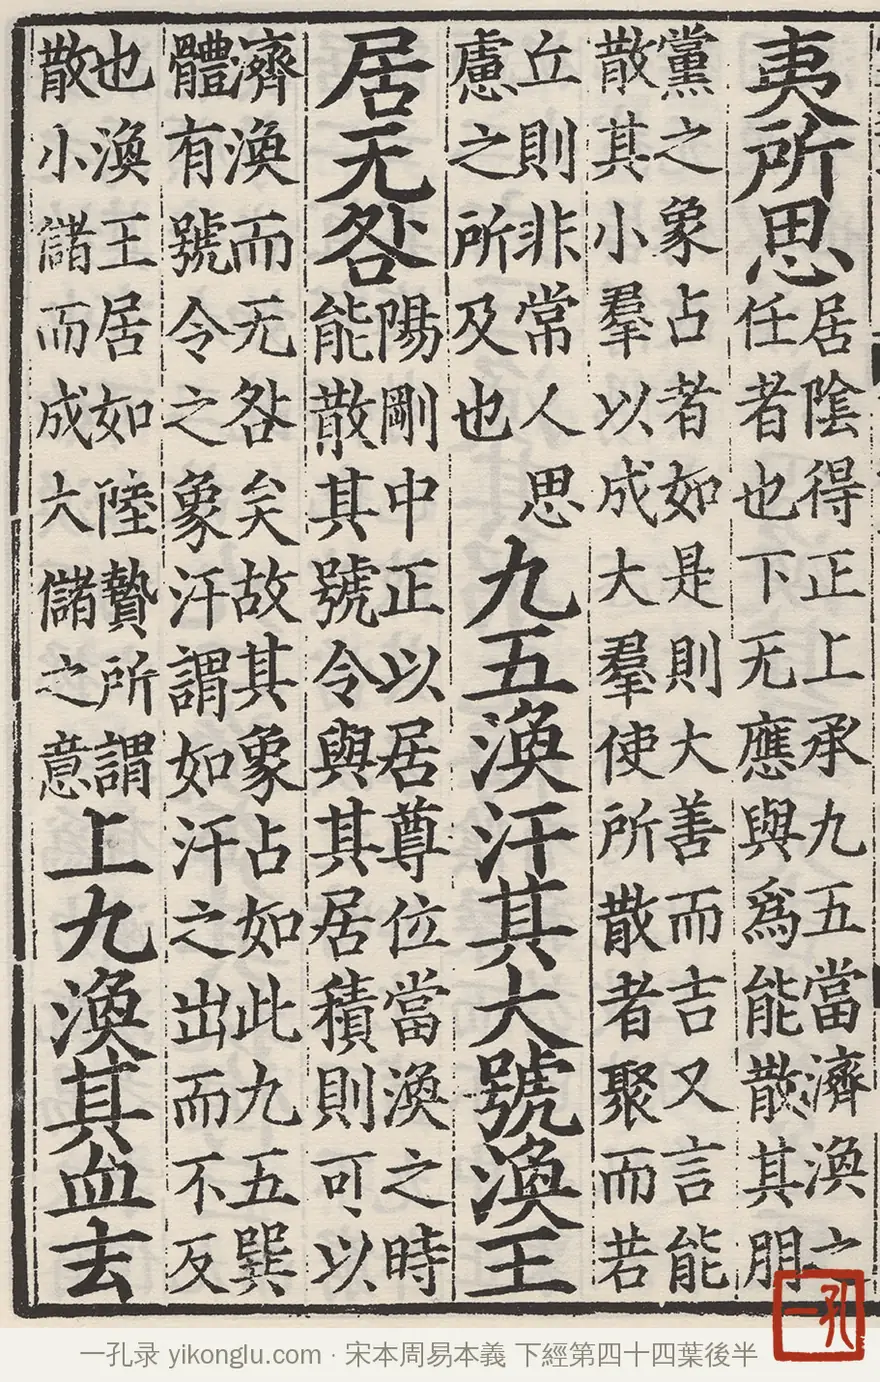 夷所思居陰得正上承九五當濟渙之任者也下无應與爲能散其朋
黨之象占者如是則大善而吉又言能散其小羣以成大羣使所散者聚而若
丘則非常人思慮之所及也九五渙汗其大號渙王
居无咎陽剛中正以居尊位當渙之時能散其號令與其居積則可以
濟渙而无咎矣故其象占如此九五巽體有號令之象汗謂如汗之出而不反
也渙王居如陸贄所謂散小儲而成大儲之意上九渙其血去
一孔
一孔录 yikonglu.com · 宋本周易本義 下經第四十四葉後半